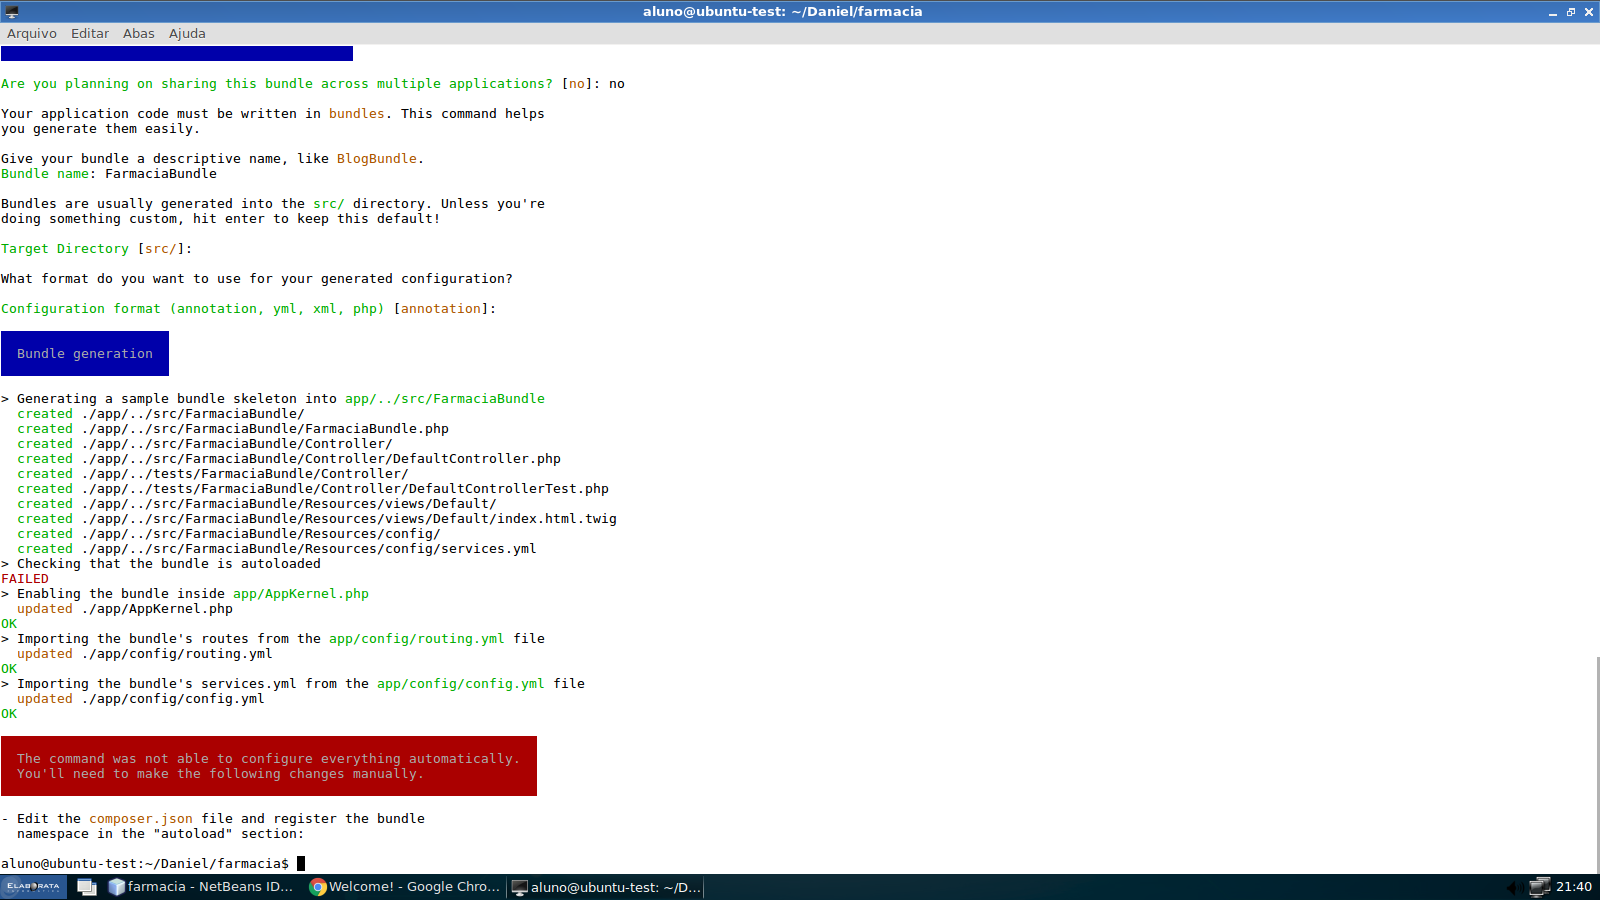 aluno@ubuntu-test: ~/Daniel/farmacia
Arquivo Editar Abas Ajuda
Are you planning on sharing this bundle across multiple applications? [no]: no
Your application code must be written in bundles. This command helps
you generate them easily.
Give your bundle a descriptive name, like BlogBundle.
Bundle name: FarmaciaBundle
Bundles are usually generated into the src/ directory. Unless you're
doing something custom, hit enter to keep this default!
Target Directory [src/]:
What format do you want to use for your generated configuration?
Configuration format (annotation, yml, xml, php) [annotation]:
Bundle generation
> Generating a sample bundle skeleton into app/../src/FarmaciaBundle
created ./app/../src/FarmaciaBundle/
created ./app/../src/FarmaciaBundle/FarmaciaBundle.php
created ./app/../src/FarmaciaBundle/Controller/
created ./app/../src/FarmaciaBundle/Controller/DefaultController.php
created ./app/../tests/FarmaciaBundle/Controller/
created ./app/../tests/FarmaciaBundle/Controller/DefaultControllerTest.php
created ./app/../src/FarmaciaBundle/Resources/views/Default/
created ./app/../src/FarmaciaBundle/Resources/views/Default/index.html.twig
created ./app/../src/FarmaciaBundle/Resources/config/
created ./app/../src/FarmaciaBundle/Resources/config/services.yml
> Checking that the bundle is autoloaded
FAILED
> Enabling the bundle inside app/AppKernel.php
updated ./app/AppKernel.php
OK
> Importing the bundle's routes from the app/config/routing.yml file
updated ./app/config/routing.yml
OK
> Importing the bundle's services.yml from the app/config/config.yml file
updated ./app/config/config.yml
OK
The command was not able to configure everything automatically.
You'll need to make the following changes manually.
- Edit the composer.json file and register the bundle
namespace in the "autoload" section:
aluno@ubuntu-test:~/Daniel/farmacia$
ELABORATA farmacia - NetBeans ID... Welcome! - Google Chro... aluno@ubuntu-test: ~/D... 21:40